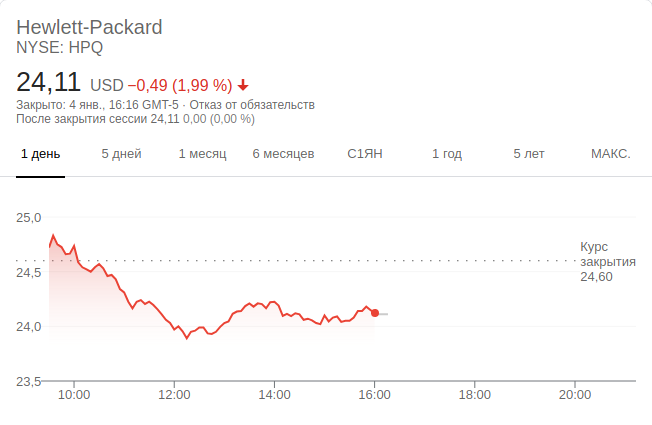 Hewlett-Packard
NYSE: HPQ
24,11 USD −0,49 (1,99 %)
Закрыто: 4 янв., 16:16 GMT-5 · Отказ от обязательств
После закрытия сессии 24,11 0,00 (0,00 %)
1 день 5 дней 1 месяц 6 месяцев С1ЯН 1 год 5 лет МАКС.
25,0
Курс
закрытия
24,60
24,5
24,0
23,5
10:00 12:00 14:00 16:00 18:00 20:00